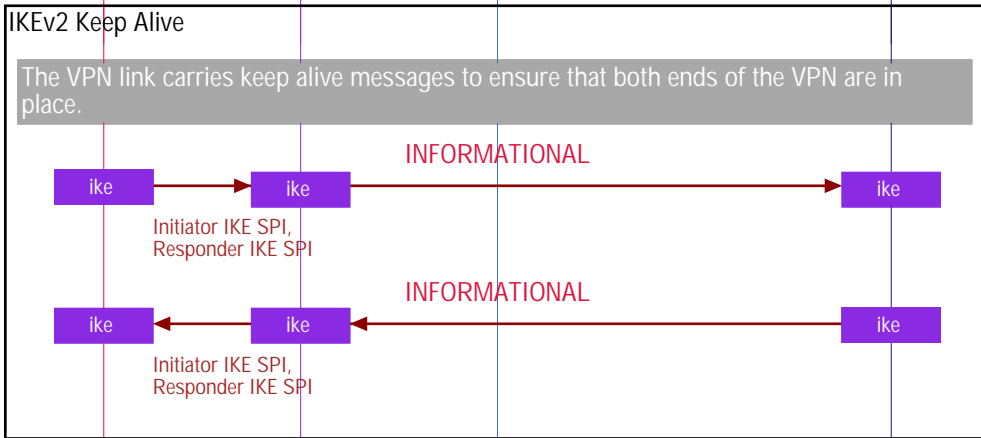 IKEv2 Keep Alive
The VPN link carries keep alive messages to ensure that both ends of the VPN are in
place.
INFORMATIONAL
ike ike ike
Initiator IKE SPI,
Responder IKE SPI
INFORMATIONAL
ike ike ike
Initiator IKE SPI,
Responder IKE SPI